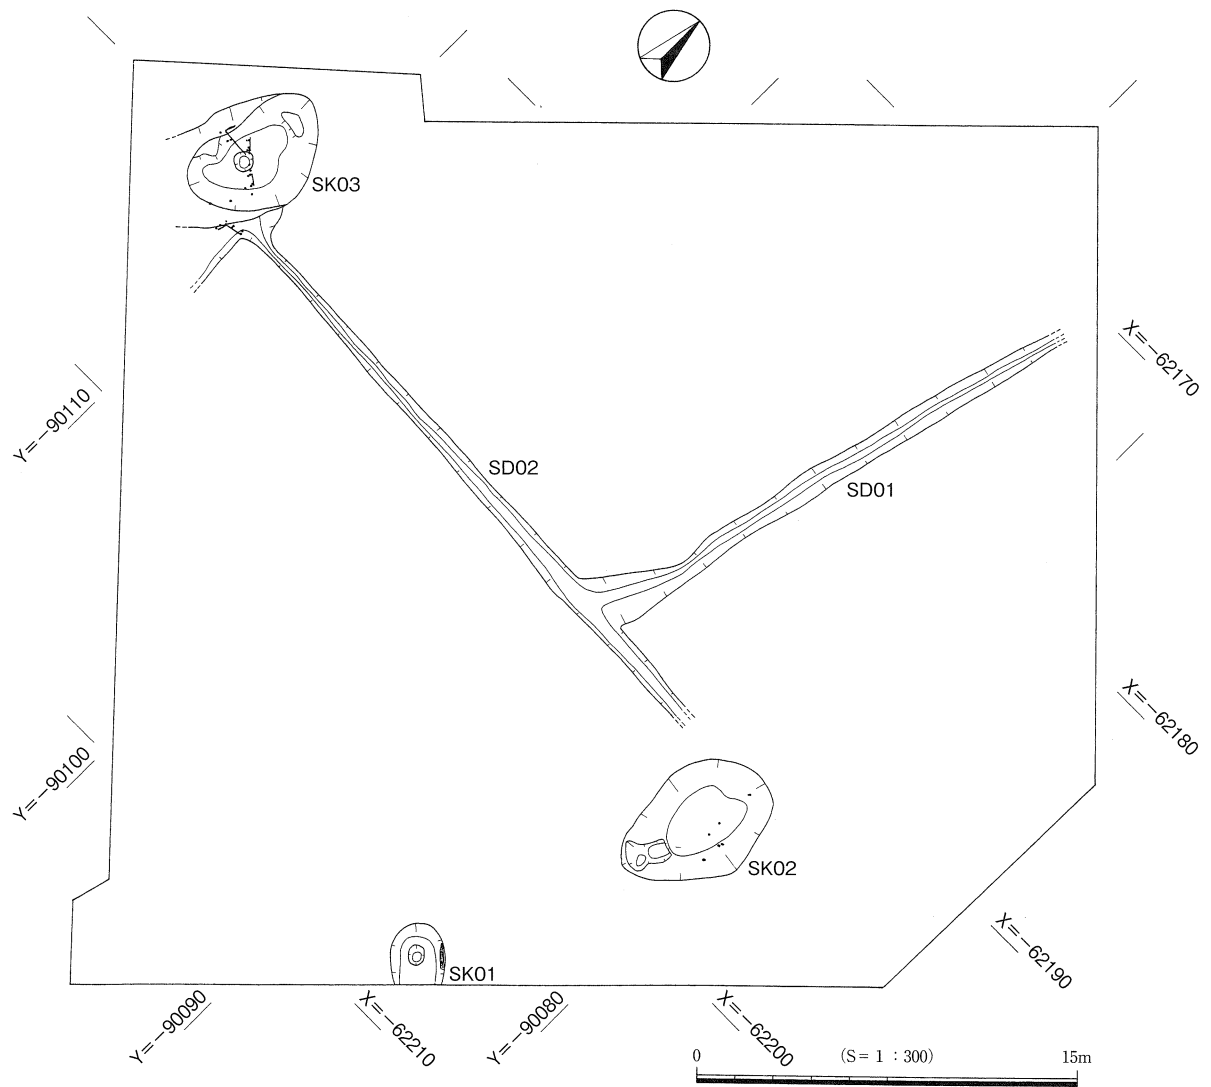 SK03
X=-62170
Y=-90110
SD02
SD01
X=-62180
Y=-90100
SK02
X=-62190
SK01
Y=-90090
X=-62210
Y=-90080
X=-62200
0 (S= 1 : 300) 15m